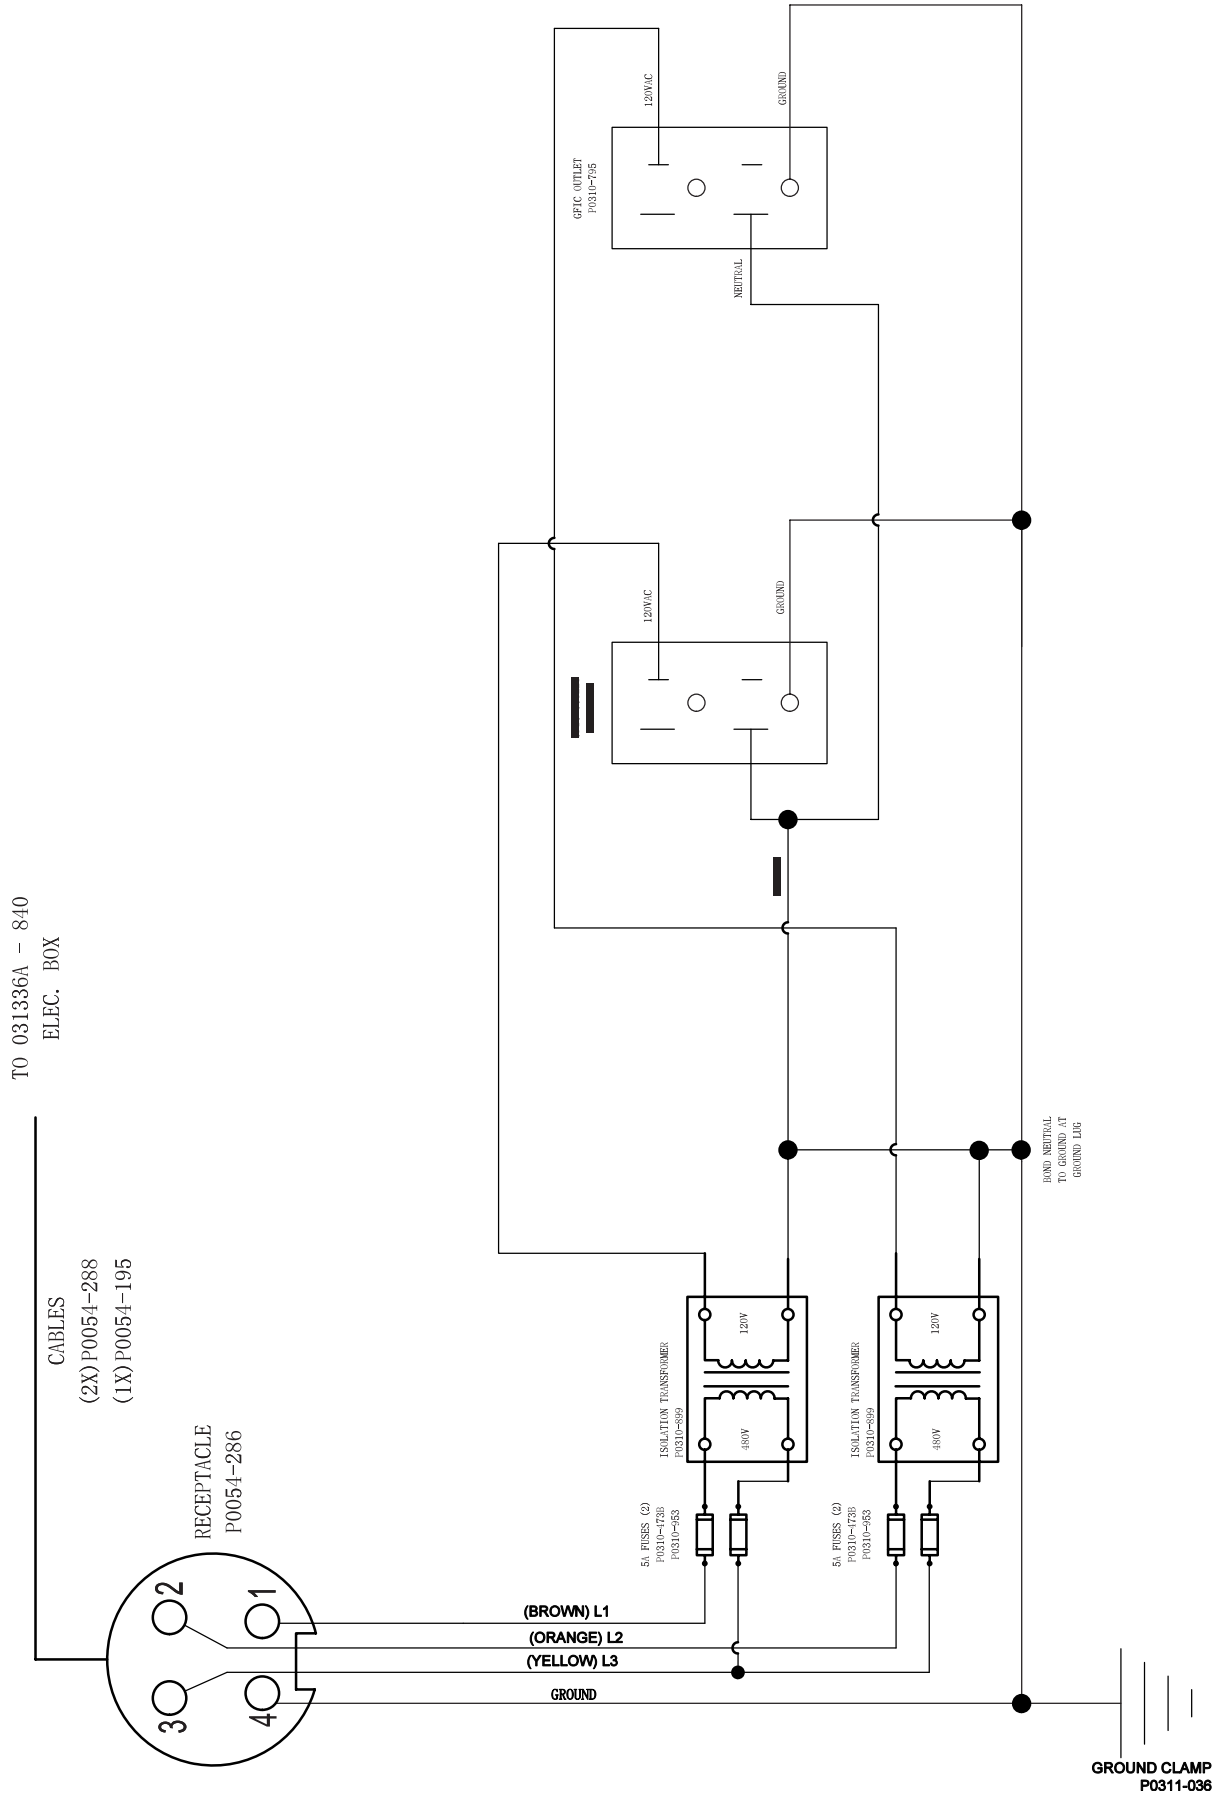 120VAC
GROUND
GFIC OUTLET
P0310-795
NEUTRAL
120VAC
GROUND
TO 031336A - 840
ELEC. BOX
CABLES
(2X)P0054-288
(1X)P0054-195
RECEPTACLE
P0054-286
BOND NEUTRAL
TO GROUND AT
GROUND LUG
ISOLATION TRANSFORMER
P0310-899
120V
480V
ISOLATION TRANSFORMER
P0310-899
120V
480V
5A FUSES (2)
P0310-473B
P0310-953
5A FUSES (2)
P0310-473B
P0310-953
2
1
3
4
(BROWN) L1
(ORANGE) L2
(YELLOW) L3
GROUND
GROUND CLAMP
P0311-036